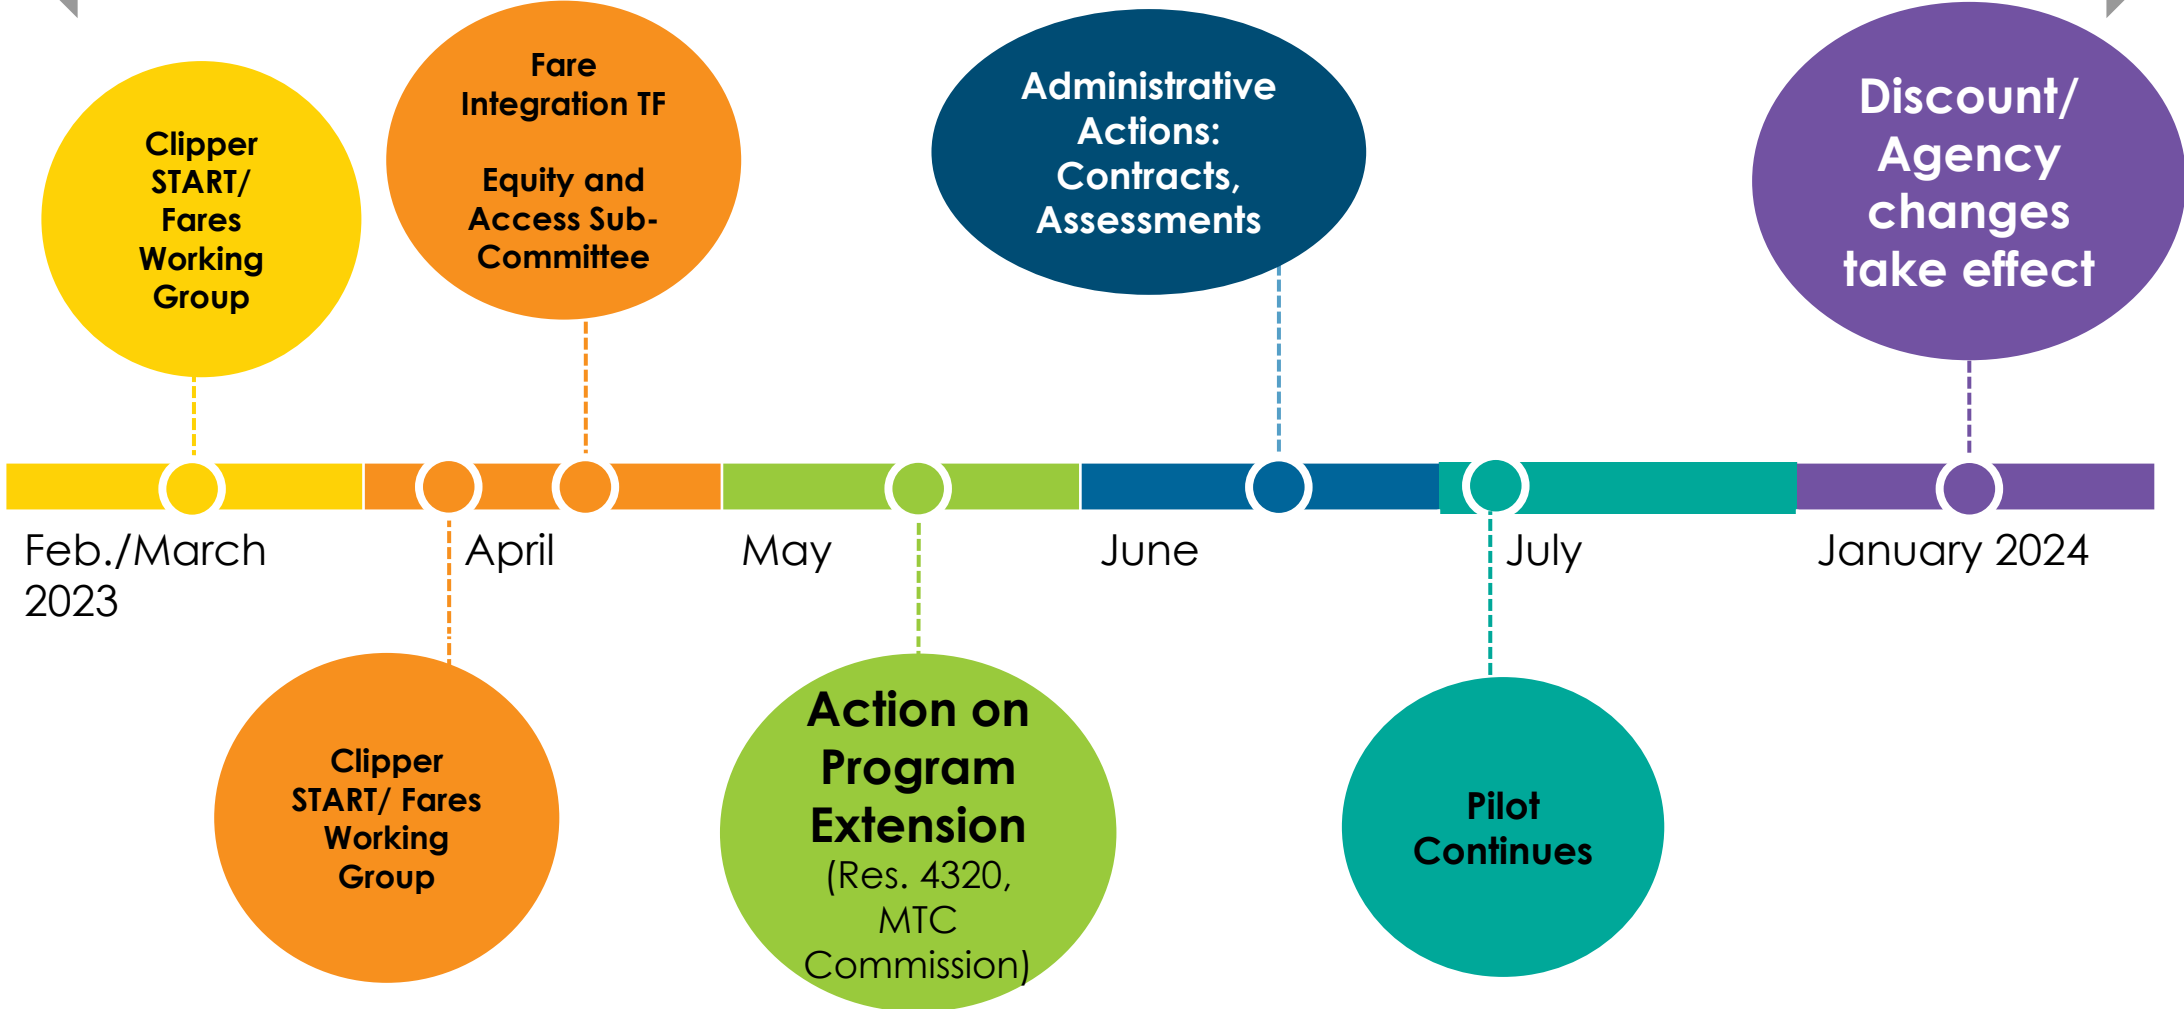 Clipper
START/
Fares
Working
Group
Fare
Integration TF
Equity and
Access Sub-
Committee
Administrative
Actions:
Contracts,
Assessments
Discount/
Agency
changes
take effect
Feb./March
2023
April
May
June
July
January 2024
Clipper
START/ Fares
Working
Group
Action on
Program
Extension
(Res. 4320,
MTC
Commission)
Pilot
Continues